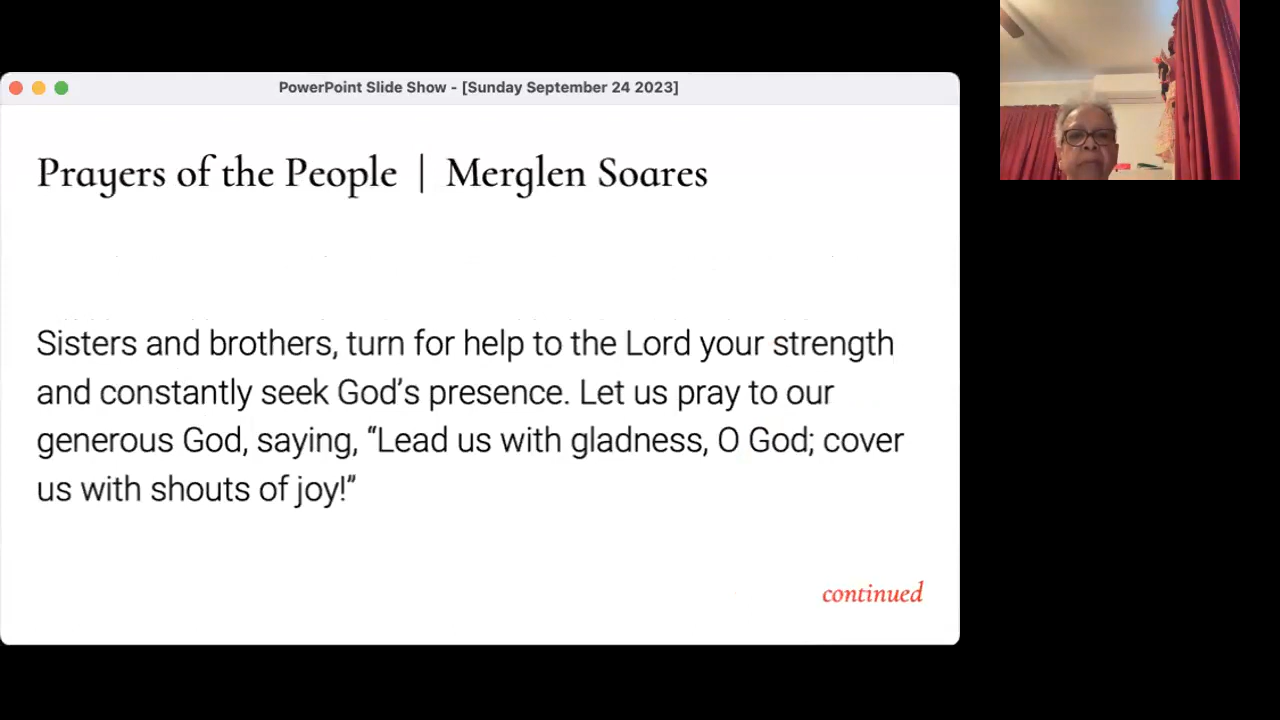 PowerPoint Slide Show - [Sunday September 24 2023]
Prayers of the People | Merglen Soares
Sisters and brothers, turn for help to the Lord your strength
and constantly seek God’s presence. Let us pray to our
generous God, saying, “Lead us with gladness, O God; cover
us with shouts of joy!”
continued